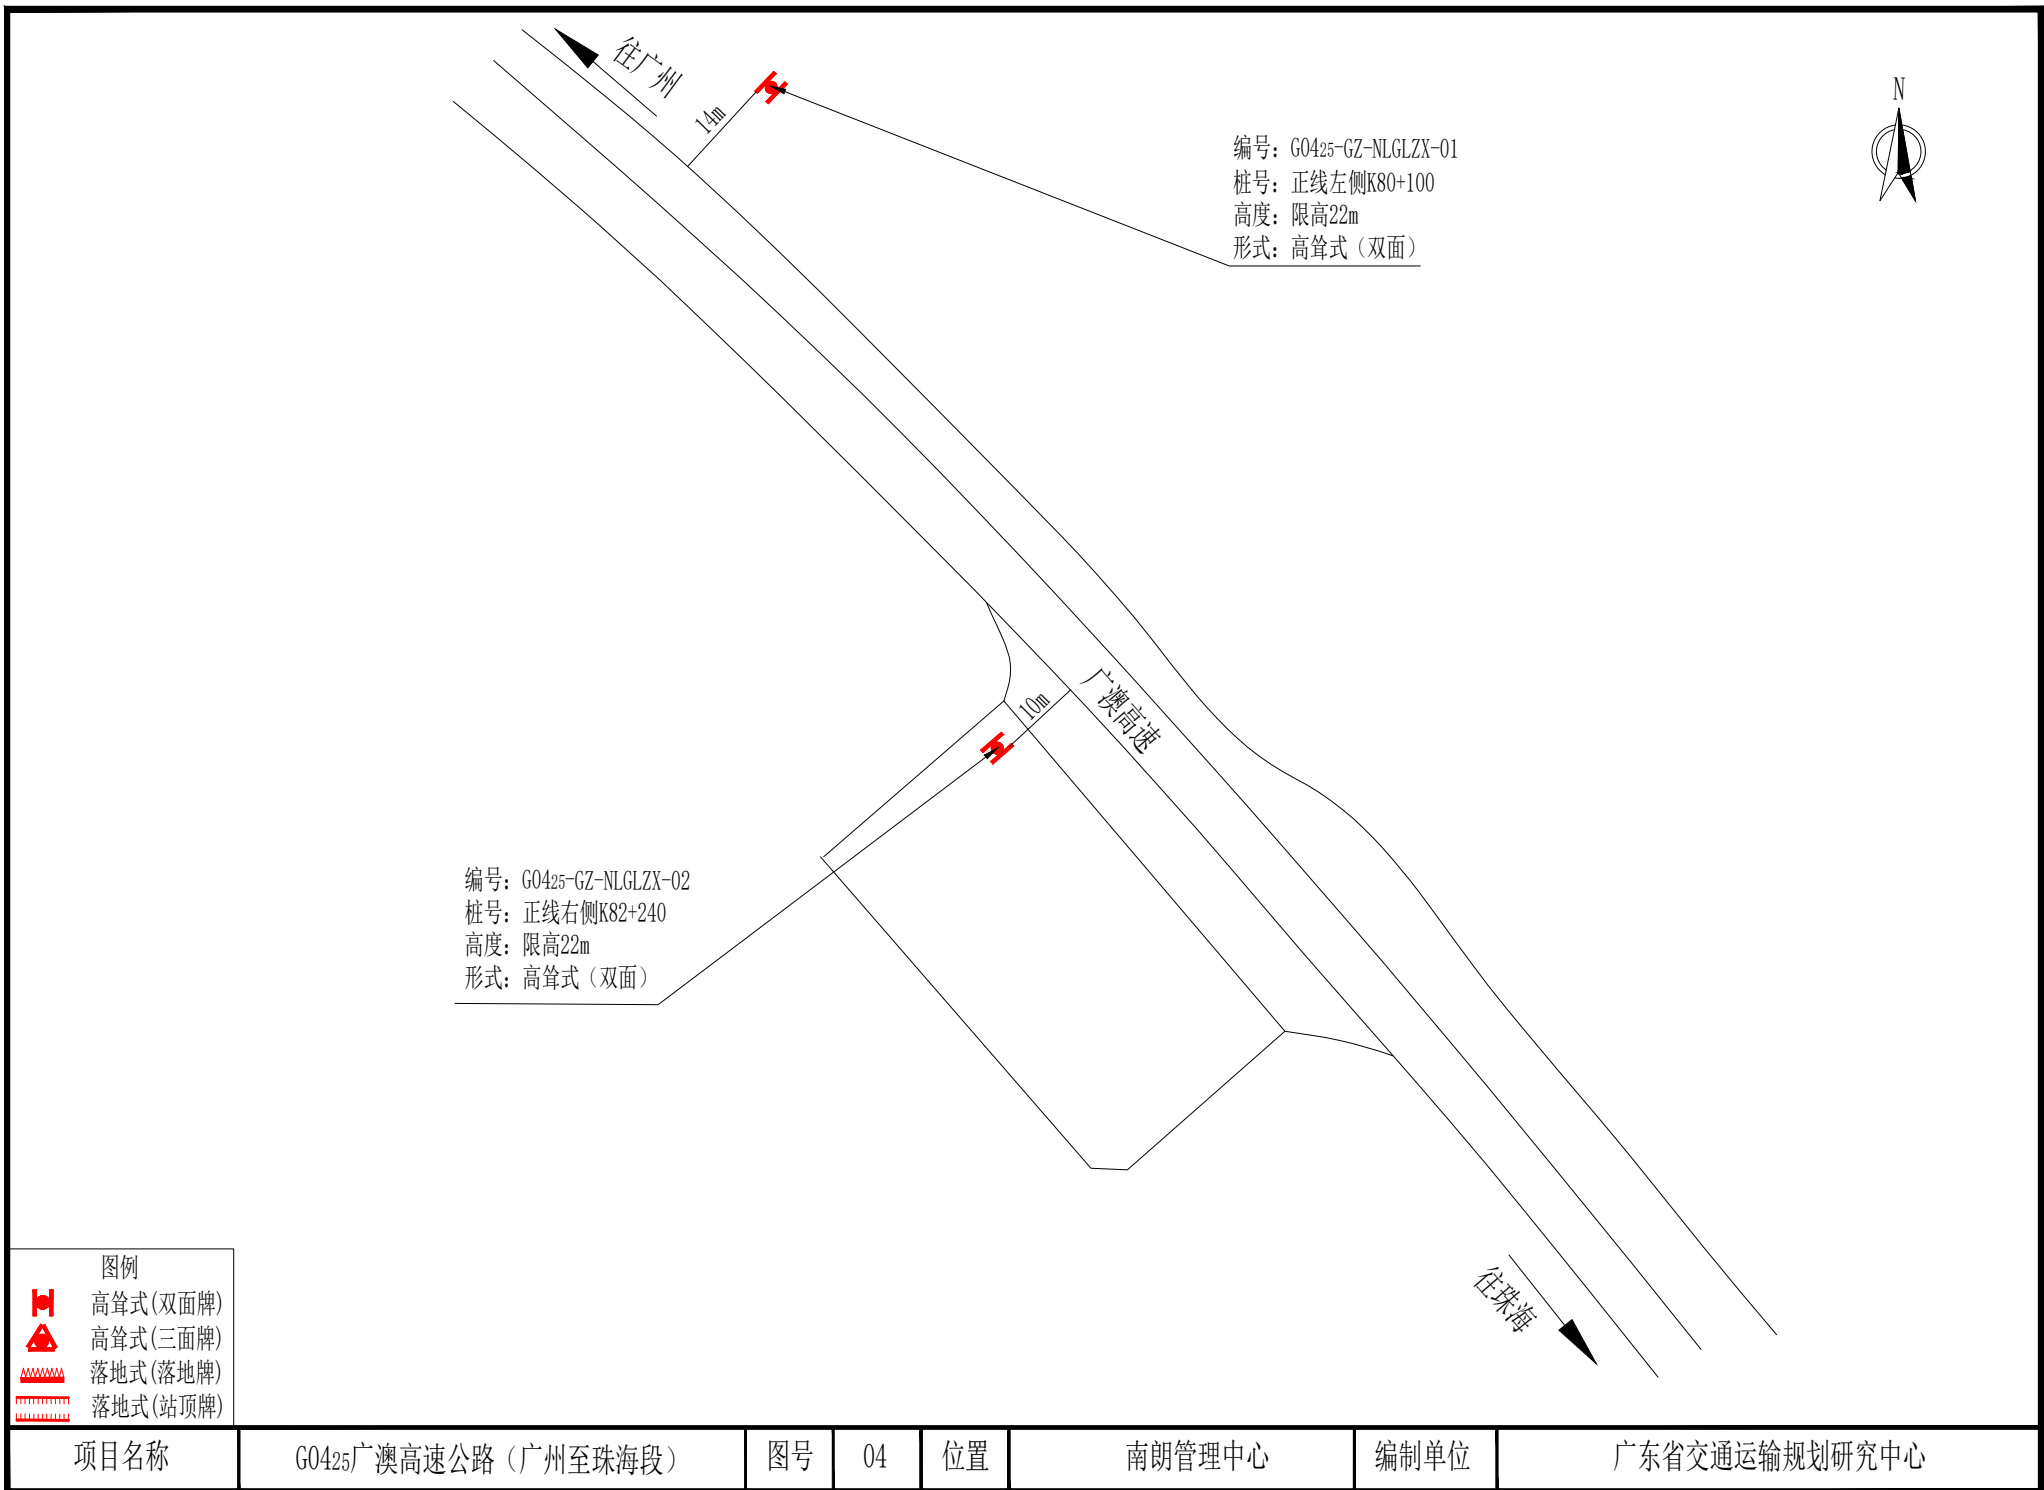 往广州
14m
N
编号：G0425-GZ-NLGLZX-01
桩号：正线左侧K80+100
高度：限高22m
形式：高耸式（双面）
广澳高速
10m
编号：G0425-GZ-NLGLZX-02
桩号：正线右侧K82+240
高度：限高22m
形式：高耸式（双面）
往珠海
图例
高耸式(双面牌)
高耸式(三面牌)
落地式(落地牌)
落地式(站顶牌)
项目名称 G0425广澳高速公路（广州至珠海段） 图号 04 位置 南朗管理中心 编制单位 广东省交通运输规划研究中心